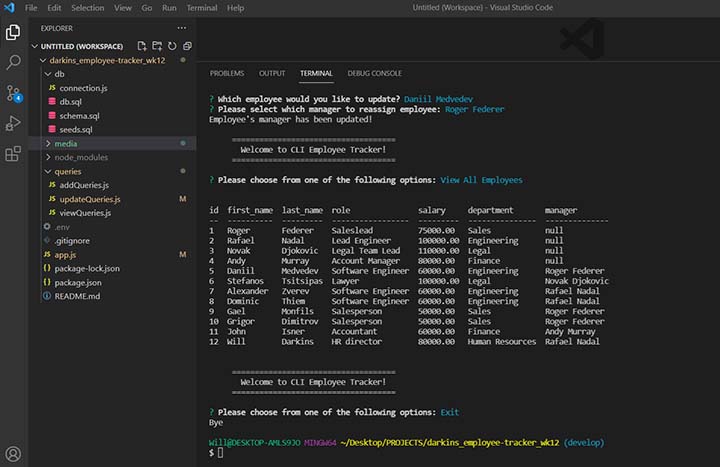 File Edit Selection View Go Run Terminal Help
Untitled (Workspace) - Visual Studio Code
EXPLORER
UNTITLED (WORKSPACE)
darkins_employee-tracker_wk12
db
JS connection.js
db.sql
schema.sql
seeds.sql
media
node_modules
queries
JS addQueries.js
JS updateQueries.js M
JS viewQueries.js
.env
.gitignore
JS app.js M
{} package-lock.json
{} package.json
README.md
4
PROBLEMS OUTPUT TERMINAL DEBUG CONSOLE
? Which employee would you like to update? Daniil Medvedev
? Please select which manager to reassign employee: Roger Federer
Employee's manager has been updated!
===================================
Welcome to CLI Employee Tracker!
===================================
? Please choose from one of the following options: View All Employees
id first_name last_name role salary department manager
-- ---------- --------- ----------------- --------- --------------- --------------
1 Roger Federer Saleslead 75000.00 Sales null
2 Rafael Nadal Lead Engineer 100000.00 Engineering null
3 Novak Djokovic Legal Team Lead 110000.00 Legal null
4 Andy Murray Account Manager 80000.00 Finance null
5 Daniil Medvedev Software Engineer 60000.00 Engineering Roger Federer
6 Stefanos Tsitsipas Lawyer 100000.00 Legal Novak Djokovic
7 Alexander Zverev Software Engineer 60000.00 Engineering Rafael Nadal
8 Dominic Thiem Software Engineer 60000.00 Engineering Rafael Nadal
9 Gael Monfils Salesperson 50000.00 Sales Roger Federer
10 Grigor Dimitrov Salesperson 50000.00 Sales Roger Federer
11 John Isner Accountant 60000.00 Finance Andy Murray
12 Will Darkins HR director 80000.00 Human Resources Rafael Nadal
===================================
Welcome to CLI Employee Tracker!
===================================
? Please choose from one of the following options: Exit
Bye
Will@DESKTOP-AML59JO MINGW64 ~/Desktop/PROJECTS/darkins_employee-tracker_wk12 (develop)
$